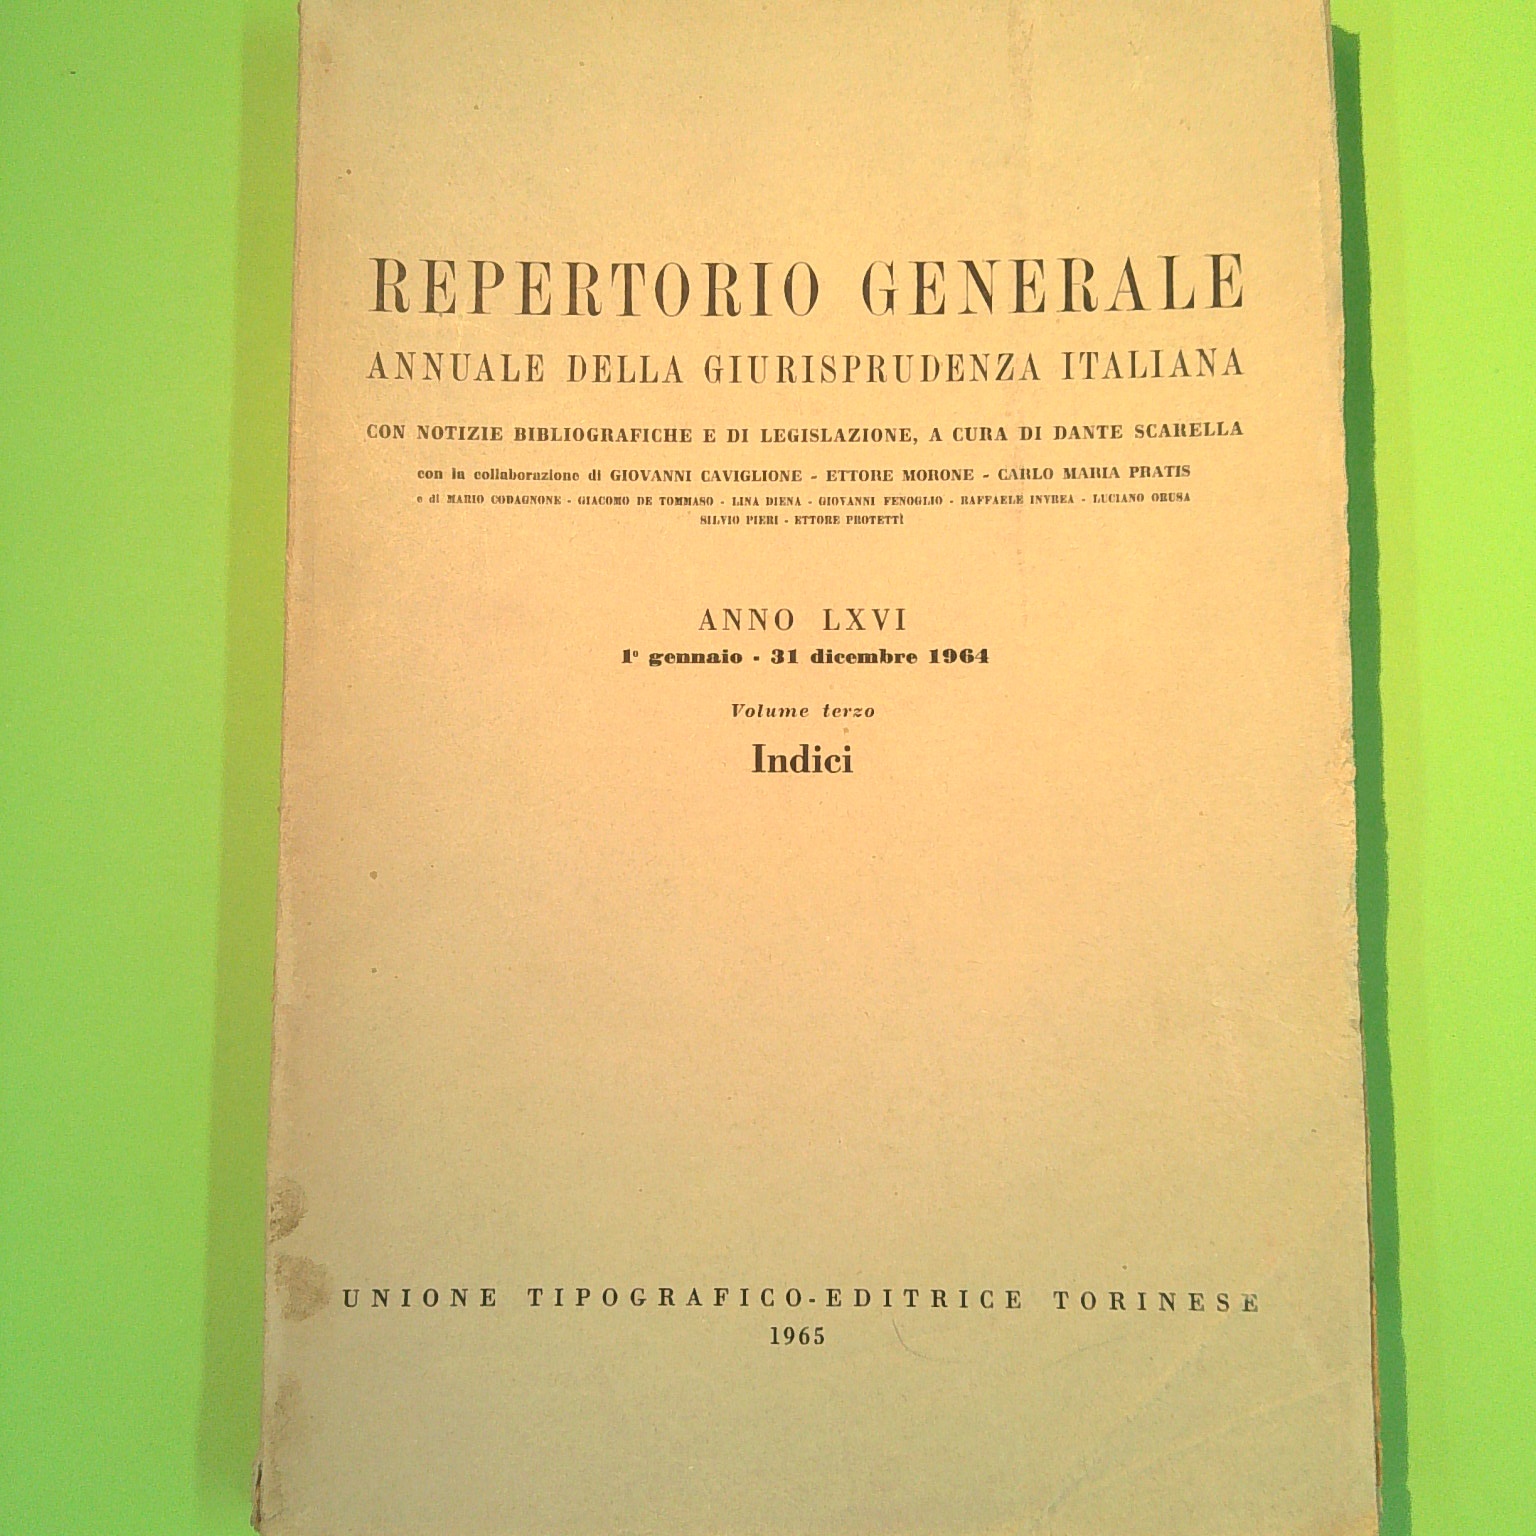 REPERTORIO GENERALE
ANNUALE DELLA GIURISPRUDENZA ITALIANA
CON NOTIZIE BIBLIOGRAFICHE E DI LEGISLAZIONE, A CURA DI DANTE SCARELLA
con la collaborazione di GIOVANNI CAVIGLIONE - ETTORE MORONE - CARLO MARIA PRATIS
e di MARIO CODAGNONE - GIACOMO DE TOMMASO - LINA DIENA - GIOVANNI FENOGLIO - RAFFAELE INVREA - LUCIANO ORUSA
SILVIO PIERI - ETTORE PROTETTÌ
ANNO LXVI
1º gennaio - 31 dicembre 1964
Volume terzo
Indici
UNIONE TIPOGRAFICO-EDITRICE TORINESE
1965